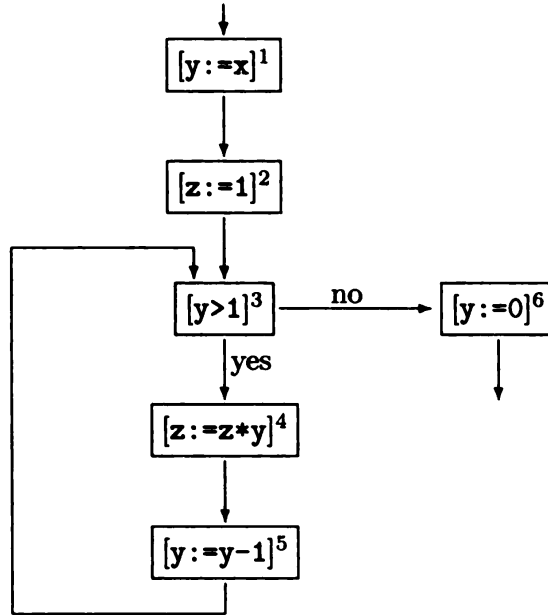 [y:=x]¹
[z:=1]²
[y>1]³ no [y:=0]⁶
yes
[z:=z*y]⁴
[y:=y-1]⁵